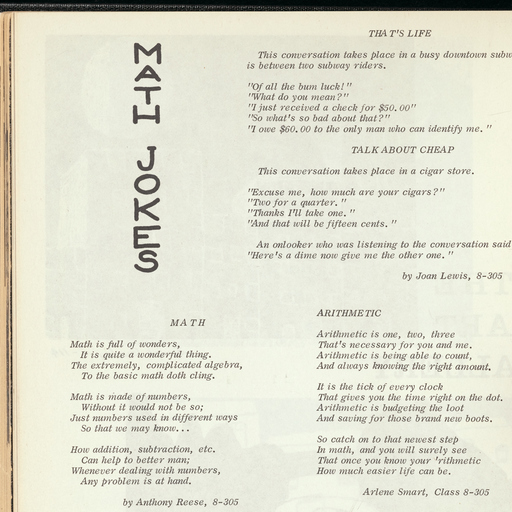 MATH JOKES
THAT'S LIFE
This conversation takes place in a busy downtown
is between two subway riders.
"Of all the bum luck!"
"What do you mean?"
"I just received a check for $50.00"
"So what's so bad about that?"
"I owe $60.00 to the only man who can identify me. "
TALK ABOUT CHEAP
This conversation takes place in a cigar store.
"Excuse me, how much are your cigars?"
"Two for a quarter. "
"Thanks I'll take one. "
"And that will be fifteen cents. "
An onlooker who was listening to the conversation said
"Here's a dime now give me the other one. "
by Joan Lewis, 8-305
MATH
Math is full of wonders,
It is quite a wonderful thing.
The extremely, complicated algebra,
To the basic math doth cling.
Math is made of numbers,
Without it would not be so;
Just numbers used in different ways
So that we may know...
How addition, subtraction, etc.
Can help to better man;
Whenever dealing with numbers,
Any problem is at hand.
by Anthony Reese, 8-305
ARITHMETIC
Arithmetic is one, two, three
That's necessary for you and me.
Arithmetic is being able to count,
And always knowing the right amount.
It is the tick of every clock
That gives you the time right on the dot.
Arithmetic is budgeting the loot
And saving for those brand new boots.
So catch on to that newest step
In math, and you will surely see
That once you know your 'rithmetic
How much easier life can be.
Arlene Smart, Class 8-305